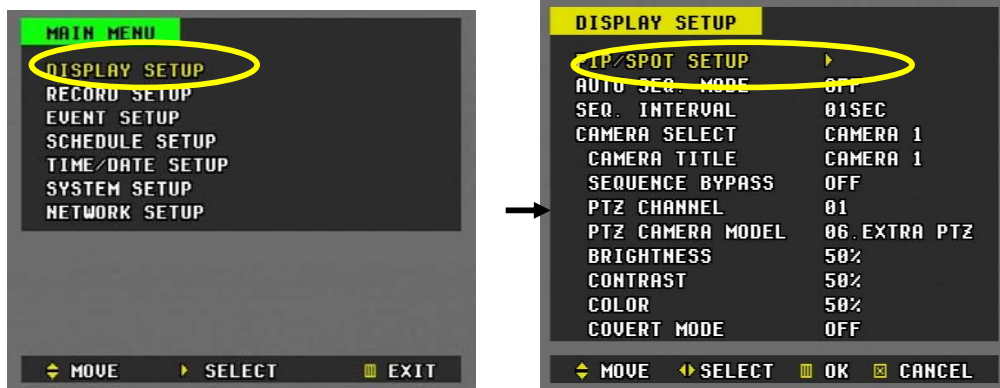 MAIN MENU
DISPLAY SETUP
RECORD SETUP
EVENT SETUP
SCHEDULE SETUP
TIME/DATE SETUP
SYSTEM SETUP
NETWORK SETUP
MOVE SELECT EXIT
DISPLAY SETUP
PIP/SPOT SETUP
AUTO SEQ. MODE OFF
SEQ. INTERVAL 01SEC
CAMERA SELECT CAMERA 1
CAMERA TITLE CAMERA 1
SEQUENCE BYPASS OFF
PTZ CHANNEL 01
PTZ CAMERA MODEL 06.EXTRA PTZ
BRIGHTNESS 50%
CONTRAST 50%
COLOR 50%
COVERT MODE OFF
MOVE SELECT OK CANCEL